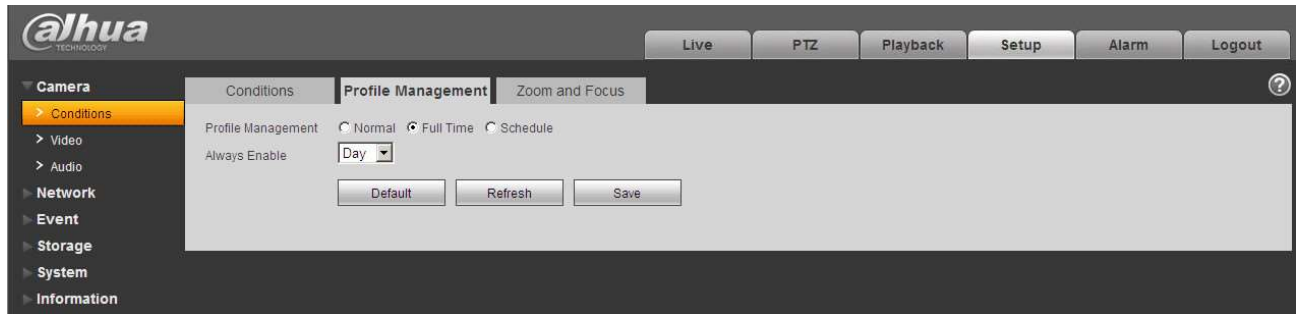 alhua
TECHNOLOGY
Live PTZ Playback Setup Alarm Logout
Camera
Conditions
Video
Audio
Network
Event
Storage
System
Information
Conditions Profile Management Zoom and Focus
?
Profile Management Normal Full Time Schedule
Always Enable Day
Default Refresh Save